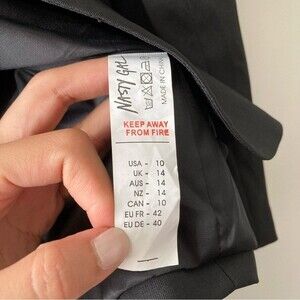 NASTY GAL
MADE IN CHINA
KEEP AWAY
FROM FIRE
USA - 10
UK - 14
AUS - 14
NZ - 14
CAN - 10
EU FR - 42
EU DE - 40